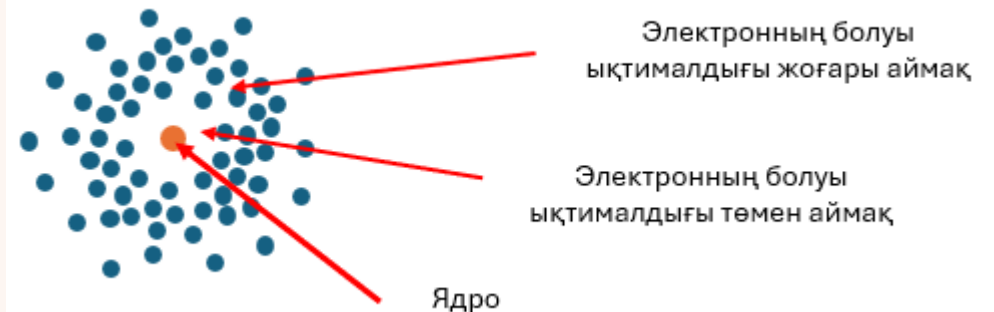 Электронның болуы
ықтималдығы жоғары аймақ
Электронның болуы
ықтималдығы төмен аймақ
Ядро